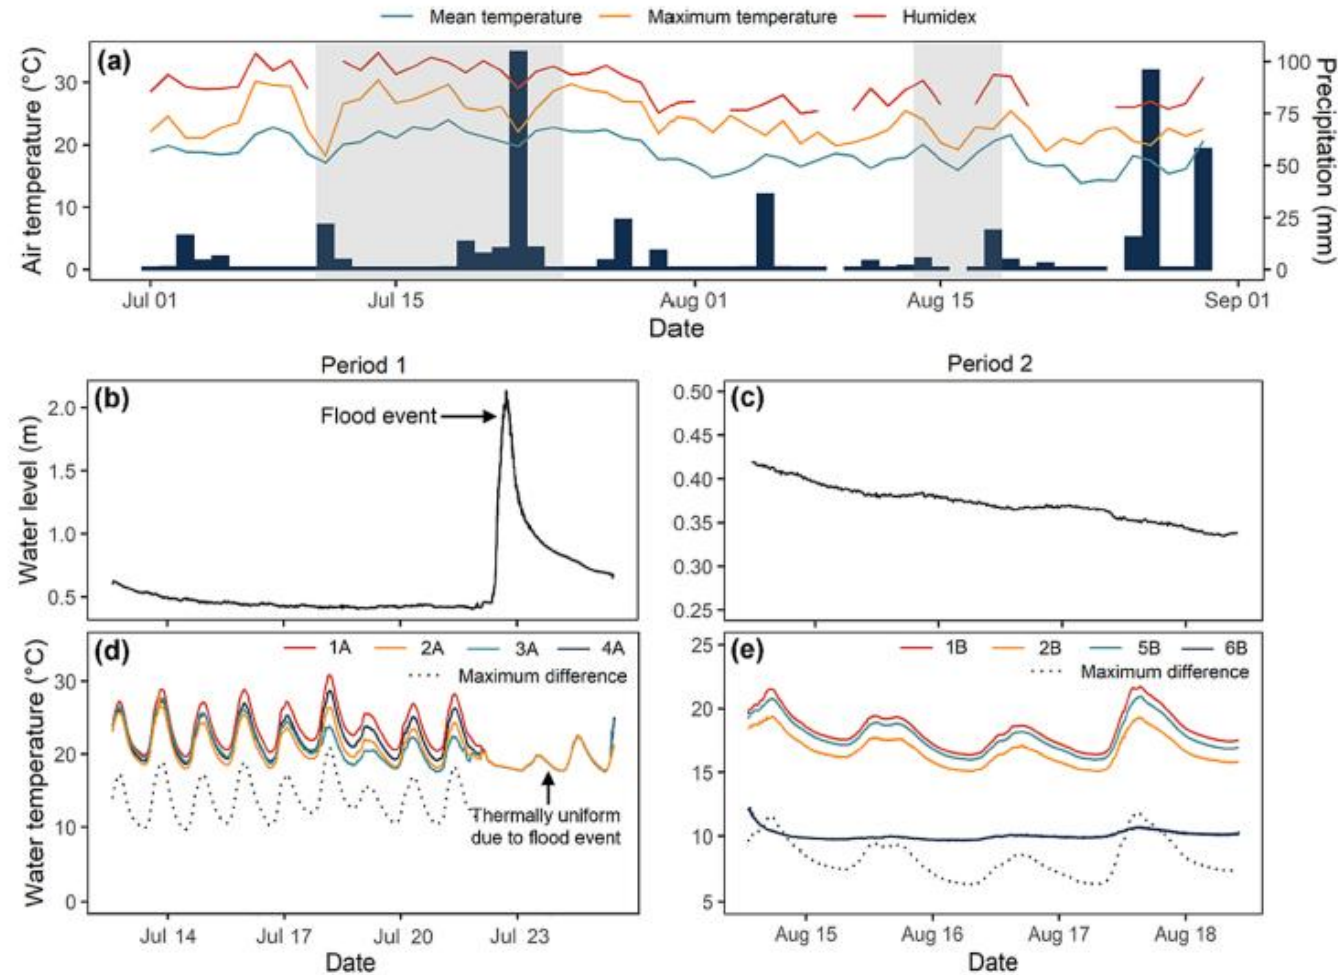 Mean temperature Maximum temperature Humidex
(a)
Air temperature (°C)
30
20
10
0
100
75
50
25
0
Precipitation (mm)
Jul 01 Jul 15 Aug 01 Aug 15 Sep 01
Date
Period 1
(b)
Flood event
Water level (m)
2.0
1.5
1.0
0.5
Period 2
(c)
0.50
0.45
0.40
0.35
0.30
0.25
(d)
1A 2A 3A 4A
Maximum difference
Water temperature (°C)
30
20
10
0
Thermally uniform
due to flood event
Jul 14 Jul 17 Jul 20 Jul 23
Date
(e)
1B 2B 5B 6B
Maximum difference
25
20
15
10
5
Aug 15 Aug 16 Aug 17 Aug 18
Date